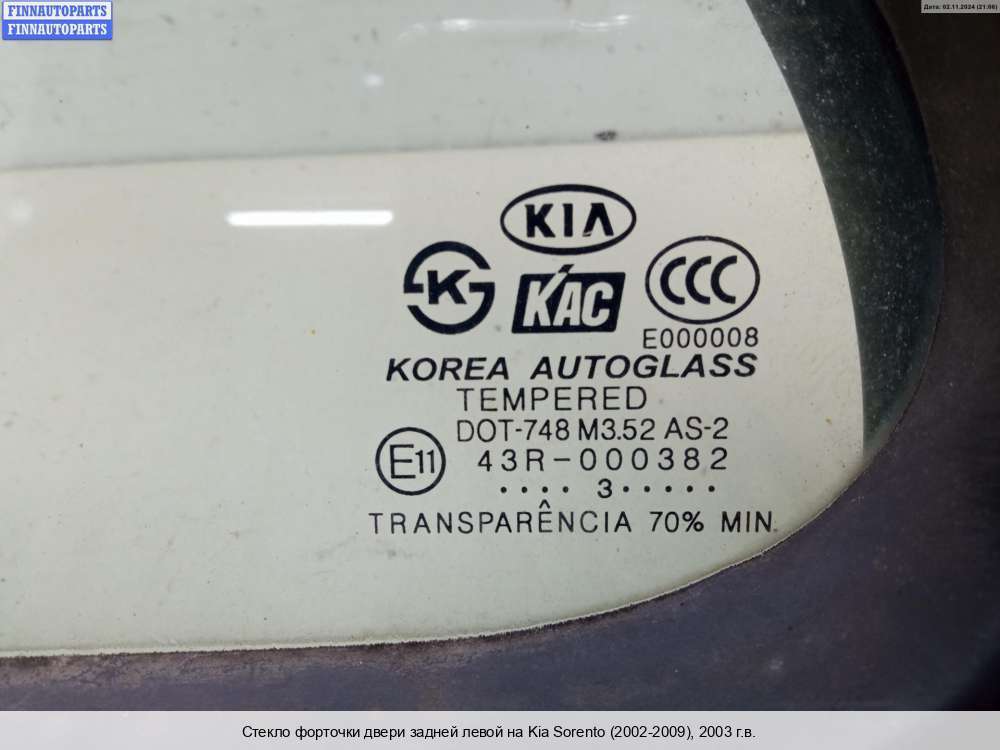 FINNAUTOPARTS
FINNAUTOPARTS
Дата: 02.11.2024 (21:06)
KIA
K
KAC
CCC
E000008
KOREA AUTOGLASS
TEMPERED
DOT-748 M3.52 AS-2
E11
43R-000382
.... 3.....
TRANSPARÊNCIA 70% MIN.
Стекло форточки двери задней левой на Kia Sorento (2002-2009), 2003 г.в.